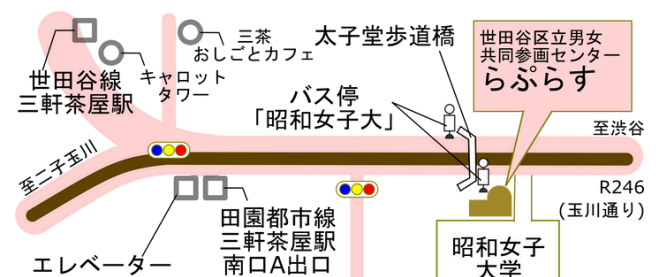 三茶
おしごとカフェ
太子堂歩道橋
世田谷区立男女
共同参画センター
らぷらす
世田谷線
三軒茶屋駅
キャロット
タワー
バス停
「昭和女子大」
至渋谷
至二子玉川
R246
(玉川通り)
エレベーター
田園都市線
三軒茶屋駅
南口A出口
昭和女子
大学